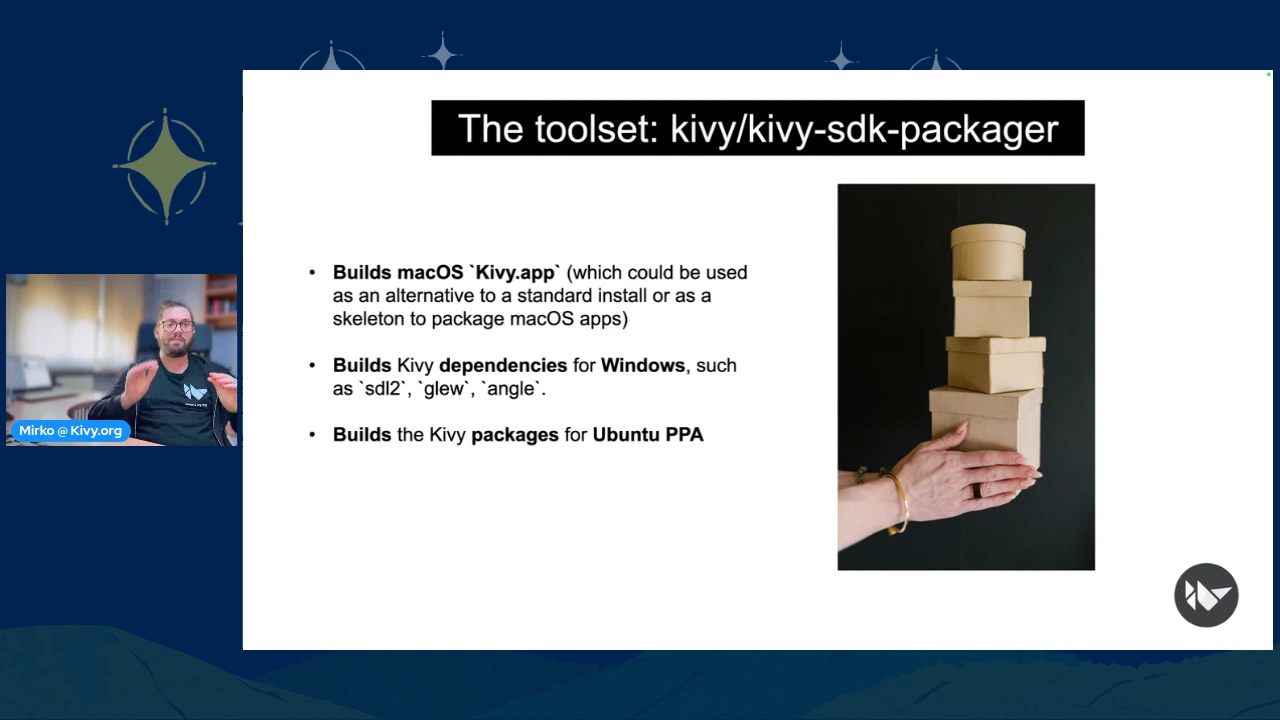 The toolset: kivy/kivy-sdk-packager
• Builds macOS `Kivy.app` (which could be used
as an alternative to a standard install or as a
skeleton to package macOS apps)
• Builds Kivy dependencies for Windows, such
as `sdl2`, `glew`, `angle`.
• Builds the Kivy packages for Ubuntu PPA
Mirko @ Kivy.org